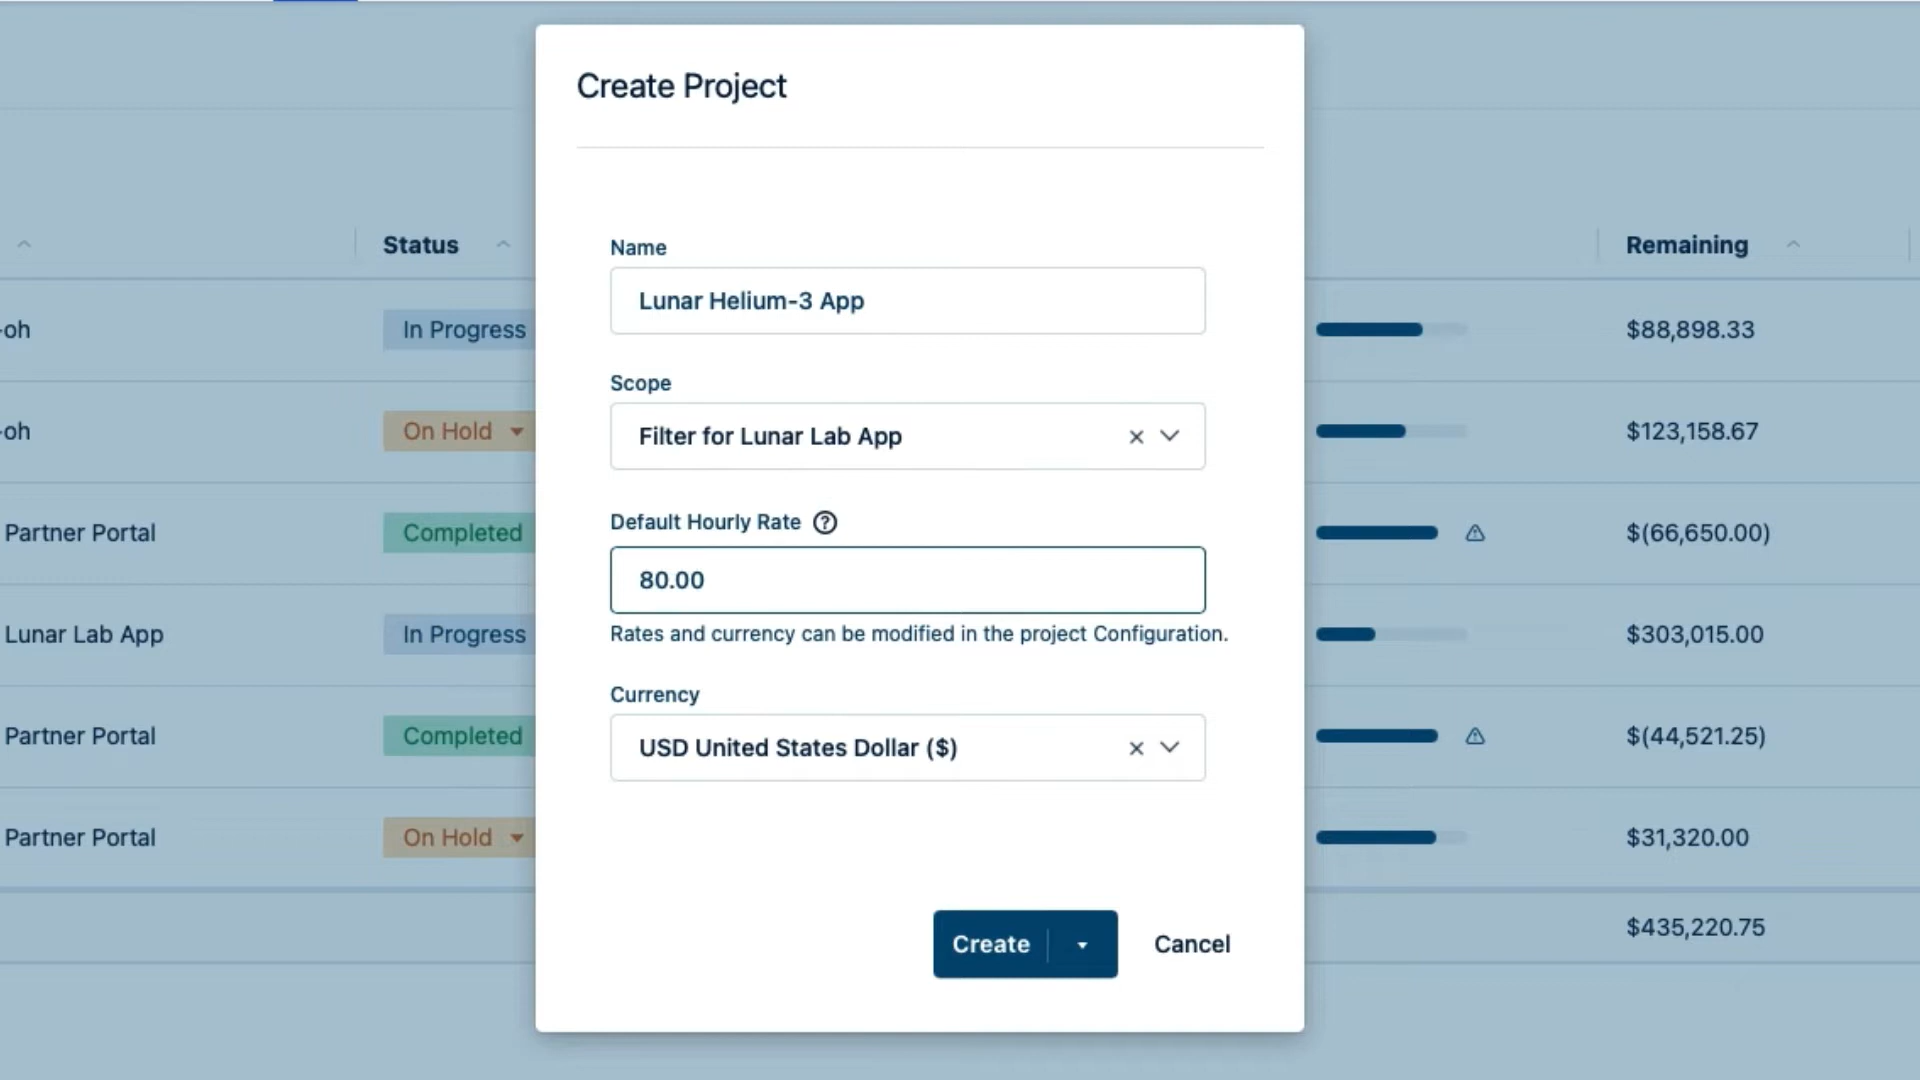 Create Project
Name
Lunar Helium-3 App
Scope
Filter for Lunar Lab App
Default Hourly Rate
80.00
Rates and currency can be modified in the project Configuration.
Currency
USD United States Dollar ($)
Create
Cancel
Status
Remaining
-oh
In Progress
$88,898.33
-oh
On Hold
$123,158.67
Partner Portal
Completed
$(66,650.00)
Lunar Lab App
In Progress
$303,015.00
Partner Portal
Completed
$(44,521.25)
Partner Portal
On Hold
$31,320.00
$435,220.75